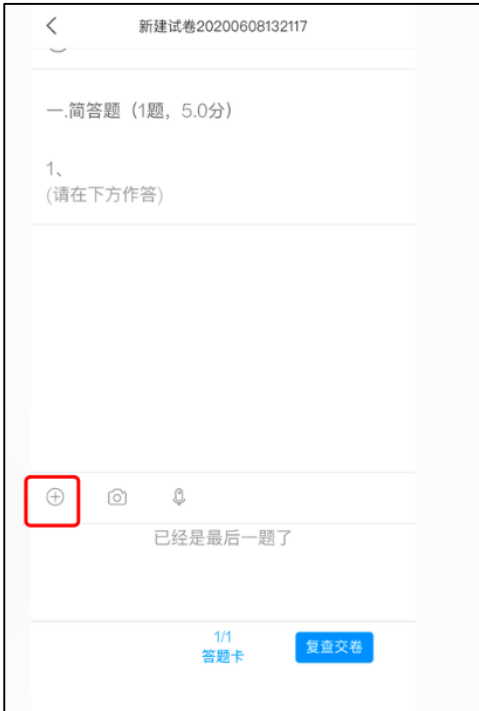 新建试卷20200608132117
一.简答题（1题，5.0分）
1、
(请在下方作答)
已经是最后一题了
1/1
答题卡
复查交卷